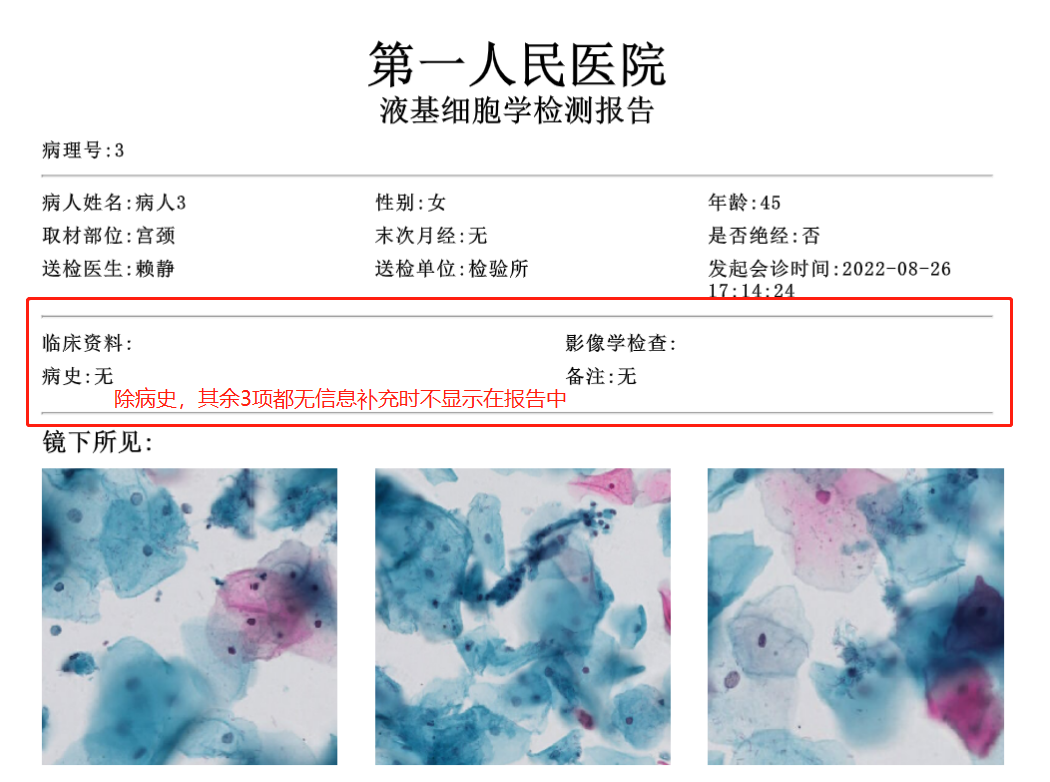 第一人民医院
液基细胞学检测报告
病理号:3
病人姓名:病人3 性别:女 年龄:45
取材部位:宫颈 末次月经:无 是否绝经:否
送检医生:赖静 送检单位:检验所 发起会诊时间:2022-08-26
17:14:24
临床资料: 影像学检查:
病史:无 备注:无
除病史，其余3项都无信息补充时不显示在报告中
镜下所见: